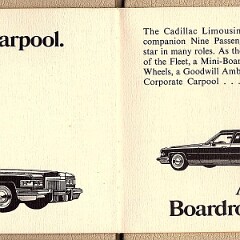 arpool.
The Cadillac Limousin
companion Nine Passen
star in many roles. As th
of the Fleet, a Mini-Boar
Wheels, a Goodwill Amb
Corporate Carpool . . .
A
Boardro